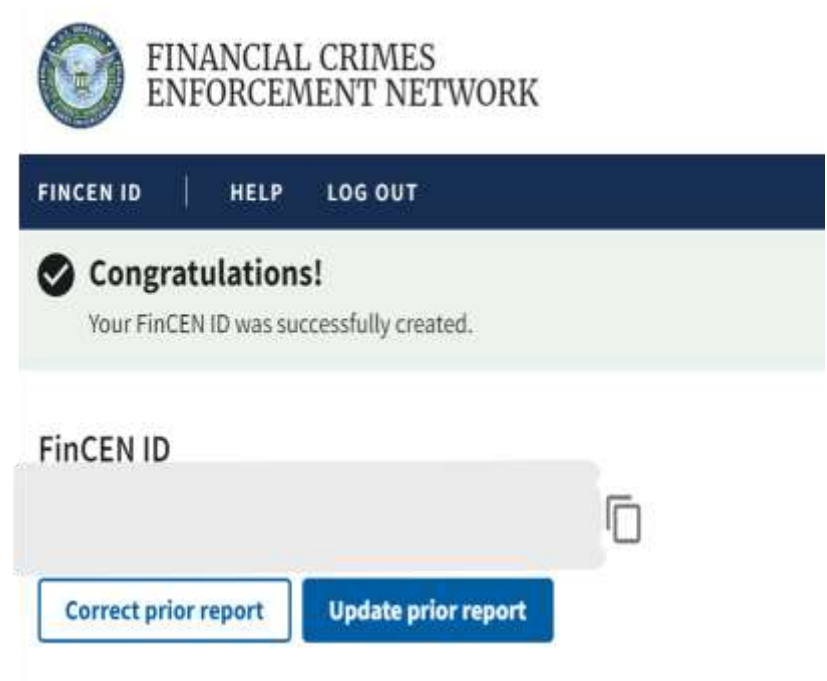 FINANCIAL CRIMES
ENFORCEMENT NETWORK
FINCEN ID | HELP LOG OUT
Congratulations!
Your FinCEN ID was successfully created.
FinCEN ID
Correct prior report Update prior report